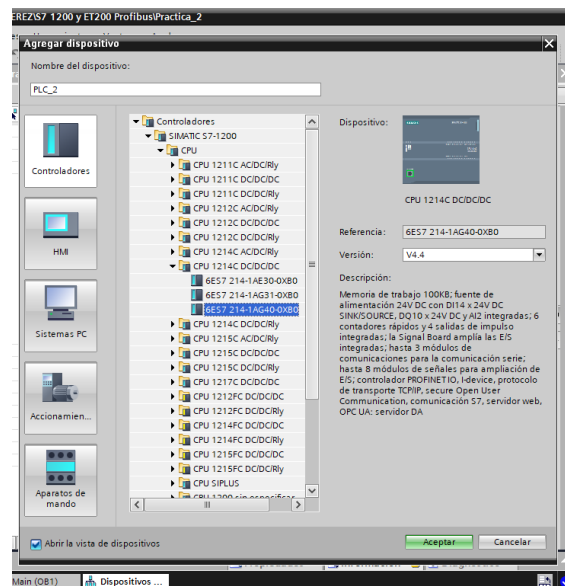 EREZ\S7 1200 y ET200 Profibus\Practica_2
Agregar dispositivo
Nombre del dispositivo:
PLC_2
Controladores
HMI
Sistemas PC
Accionamien...
Aparatos de
mando
Controladores
SIMATIC S7-1200
CPU
CPU 1211C AC/DC/Rly
CPU 1211C DC/DC/DC
CPU 1211C DC/DC/Rly
CPU 1212C AC/DC/Rly
CPU 1212C DC/DC/DC
CPU 1212C DC/DC/Rly
CPU 1214C AC/DC/Rly
CPU 1214C DC/DC/DC
6ES7 214-1AE30-0XB0
6ES7 214-1AG31-0XB0
6ES7 214-1AG40-0XB0
CPU 1214C DC/DC/Rly
CPU 1215C AC/DC/Rly
CPU 1215C DC/DC/DC
CPU 1215C DC/DC/Rly
CPU 1217C DC/DC/DC
CPU 1212FC DC/DC/DC
CPU 1212FC DC/DC/Rly
CPU 1214FC DC/DC/DC
CPU 1214FC DC/DC/Rly
CPU 1215FC DC/DC/DC
CPU 1215FC DC/DC/Rly
CPU SIPLUS
CPU 1200 sin especificar
Dispositivo:
CPU 1214C DC/DC/DC
Referencia:
6ES7 214-1AG40-0XB0
Versión:
V4.4
Descripción:
Memoria de trabajo 100KB; fuente de
alimentación 24V DC con DI14 x 24V DC
SINK/SOURCE, DQ10 x 24V DC y AI2 integradas; 6
contadores rápidos y 4 salidas de impulso
integradas; la Signal Board amplía las E/S
integradas; hasta 3 módulos de
comunicaciones para la comunicación serie;
hasta 8 módulos de señales para ampliación de
E/S; controlador PROFINET IO, I-device, protocolo
de transporte TCP/IP, secure Open User
Communication, comunicación S7, servidor web,
OPC UA: servidor DA
Abrir la vista de dispositivos
Aceptar
Cancelar
Main (OB1)
Dispositivos ...